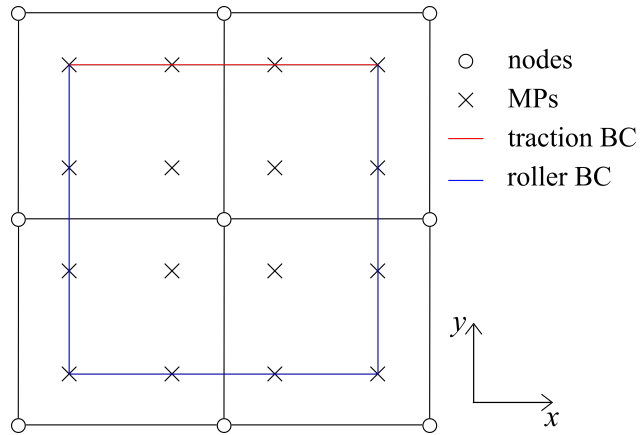 nodes
MPs
traction BC
roller BC
y
x